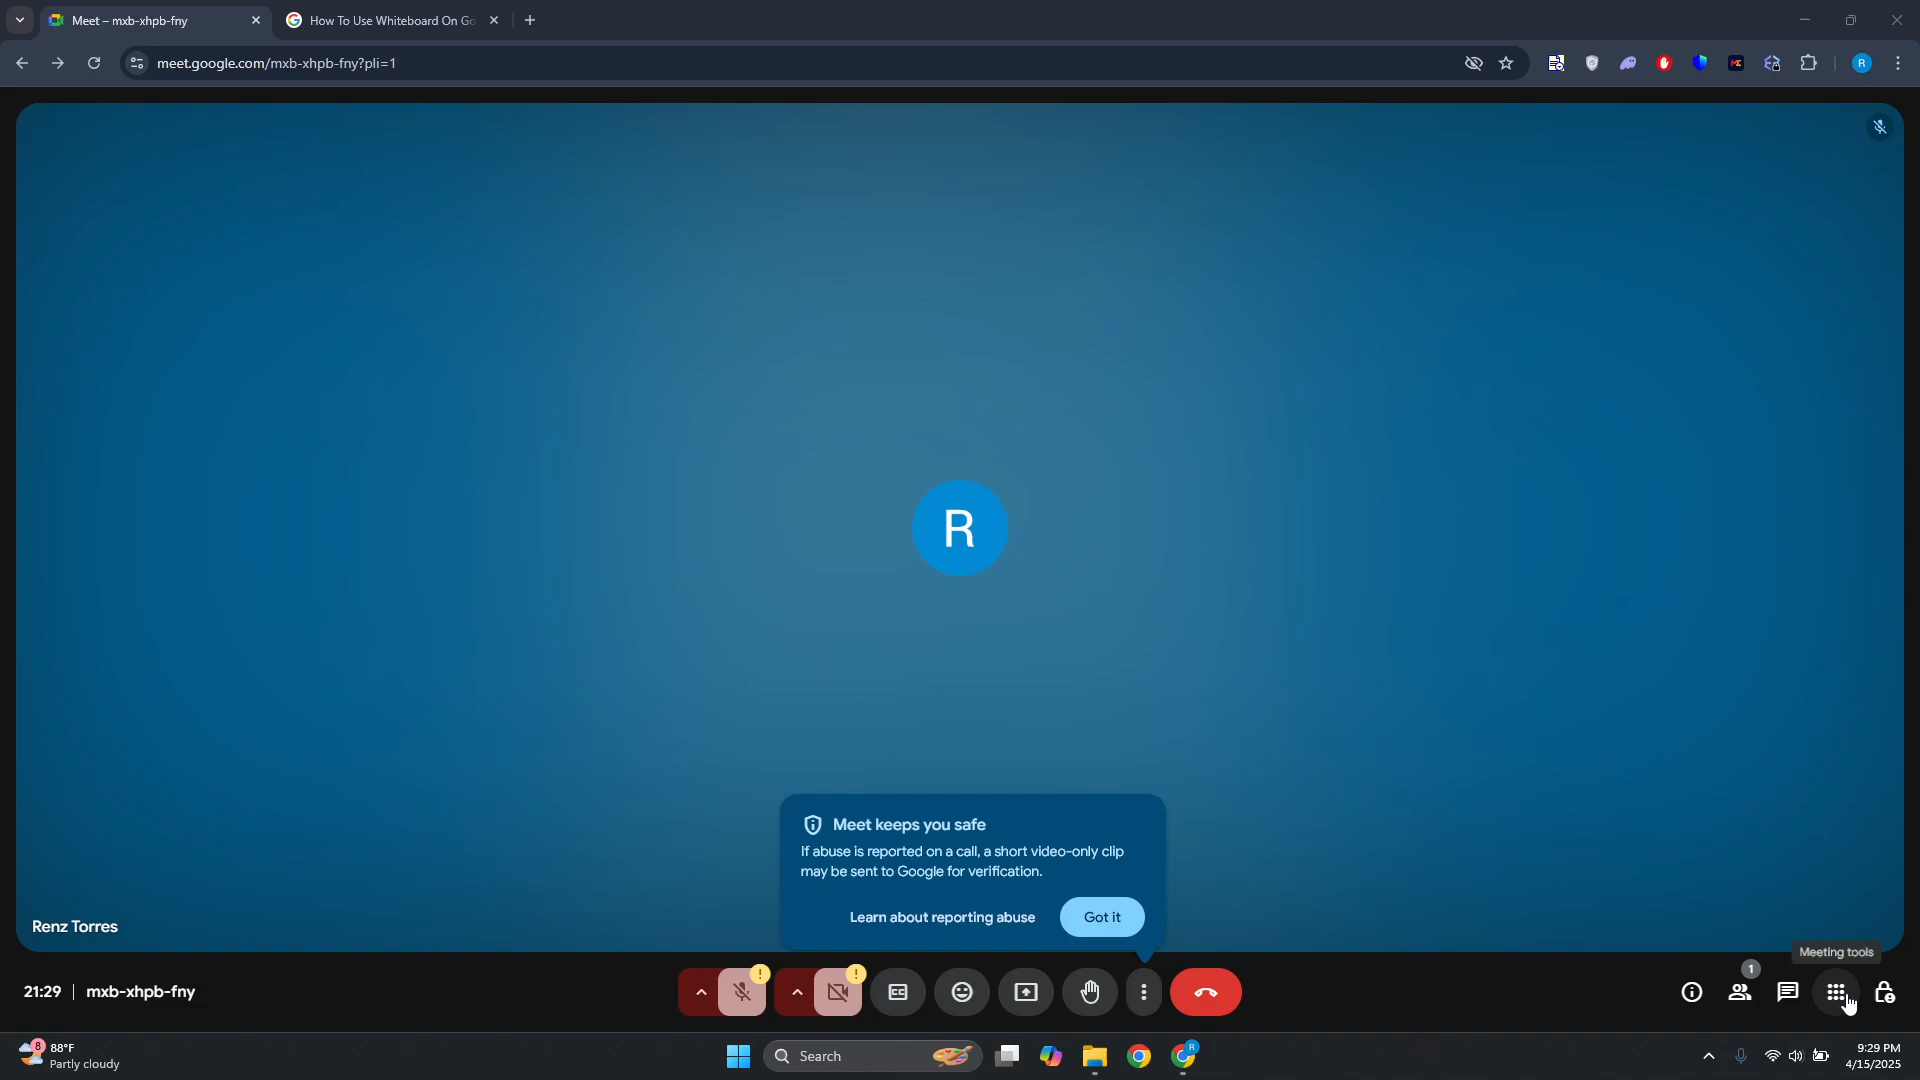 Meet – mxb-xhpb-fny
How To Use Whiteboard On Go
meet.google.com/mxb-xhpb-fny?pli=1
R
R
Meet keeps you safe
If abuse is reported on a call, a short video-only clip
may be sent to Google for verification.
Learn about reporting abuse
Got it
Renz Torres
Meeting tools
21:29
mxb-xhpb-fny
!
!
CC
1
8
88°F
Partly cloudy
Search
R
9:29 PM
4/15/2025